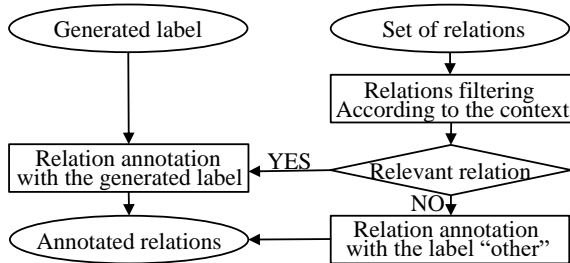 Generated label
Set of relations
Relations filtering
According to the context
YES
Relation annotation
with the generated label
Relevant relation
NO
Annotated relations
Relation annotation
with the label “other”